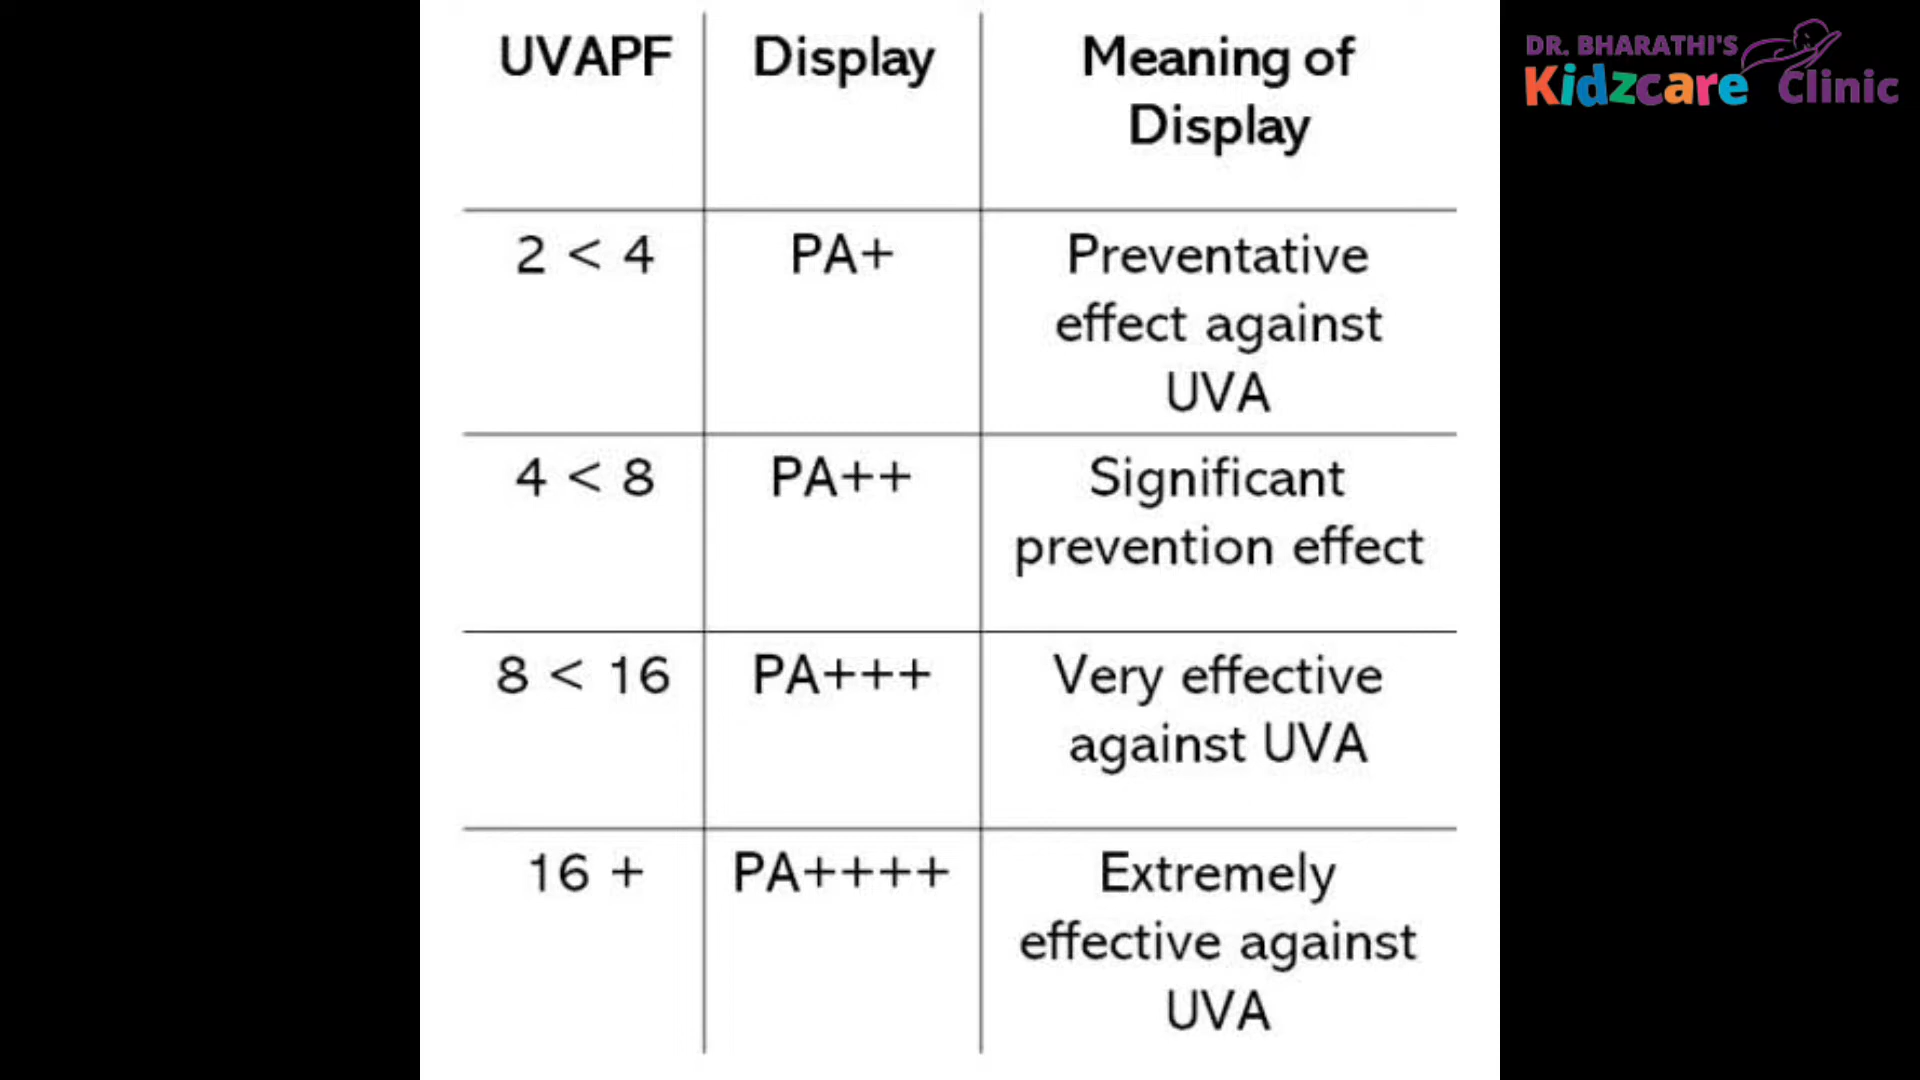 UVAPF Display Meaning of
Display
2 < 4 PA+ Preventative
effect against
UVA
4 < 8 PA++ Significant
prevention effect
8 < 16 PA+++ Very effective
against UVA
16 + PA++++ Extremely
effective against
UVA
DR. BHARATHI'S
Kidzcare Clinic